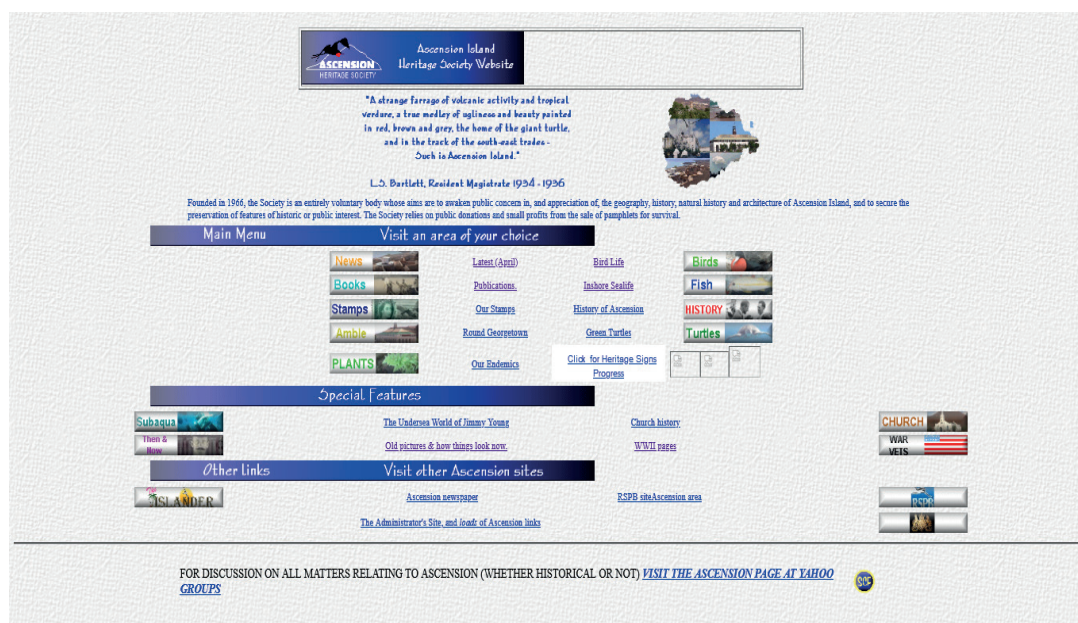 ASCENSION
HERITAGE SOCIETY
Ascension Island
Heritage Society Website
"A strange farrago of volcanic activity and tropical
verdure, a true medley of ugliness and beauty painted
in red, brown and grey, the home of the giant turtle,
and in the track of the south-east trades -
Such is Ascension Island."
L.S. Bartlett, Resident Magistrate 1934 - 1936
Founded in 1966, the Society is an entirely voluntary body whose aims are to awaken public concern in, and appreciation of, the geography, history, natural history and architecture of Ascension Island, and to secure the
preservation of features of historic or public interest. The Society relies on public donations and small profits from the sale of pamphlets for survival.
Main Menu Visit an area of your choice
News Latest (April) Bird Life Birds
Books Publications. Inshore Sealife Fish
Stamps Our Stamps History of Ascension HISTORY
Amble Round Georgetown Green Turtles Turtles
PLANTS Our Endemics Click for Heritage Signs
Progress
Special Features
Subaqua The Undersea World of Jimmy Young Church history CHURCH
Then &
Now Old pictures & how things look now. WWII pages WAR
VETS
Other Links Visit other Ascension sites
The ISLANDER Ascension newspaper RSPB siteAscension area RSPB
The Administrator's Site, and loads of Ascension links
FOR DISCUSSION ON ALL MATTERS RELATING TO ASCENSION (WHETHER HISTORICAL OR NOT) VISIT THE ASCENSION PAGE AT YAHOO
GROUPS
SCF